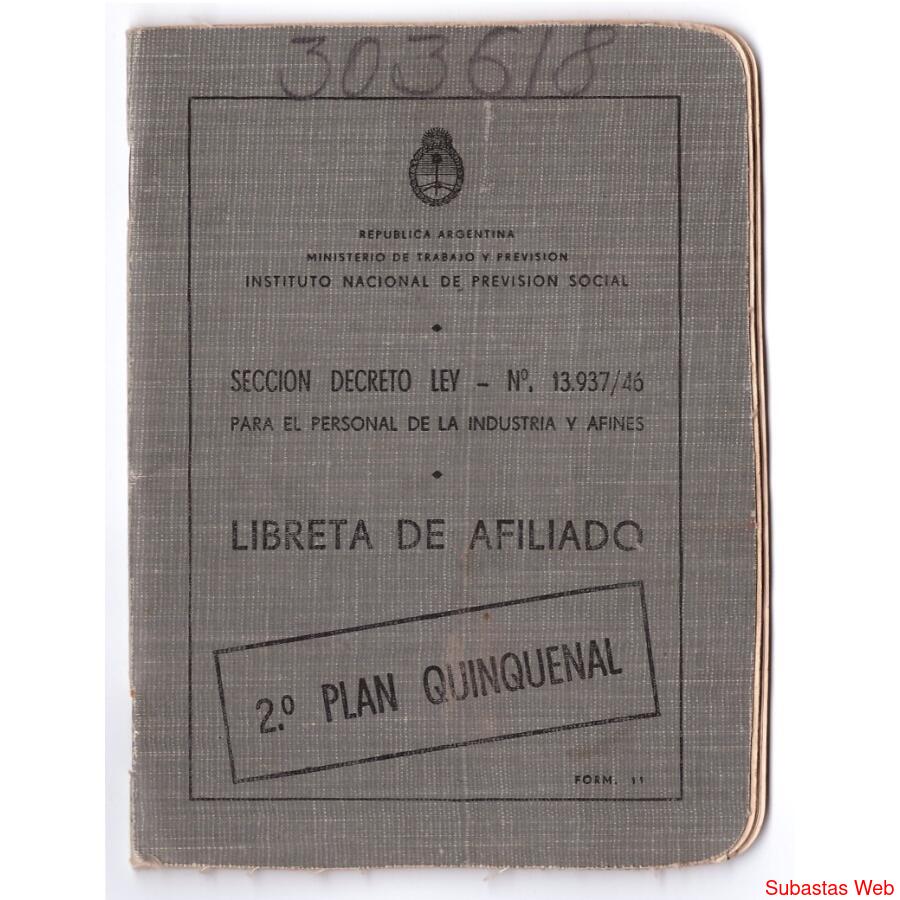 303618
REPUBLICA ARGENTINA
MINISTERIO DE TRABAJO Y PREVISION
INSTITUTO NACIONAL DE PREVISION SOCIAL
SECCION DECRETO LEY - Nº. 13.937/46
PARA EL PERSONAL DE LA INDUSTRIA Y AFINES
LIBRETA DE AFILIADO
2.º PLAN QUINQUENAL
FORM. 11
Subastas Web